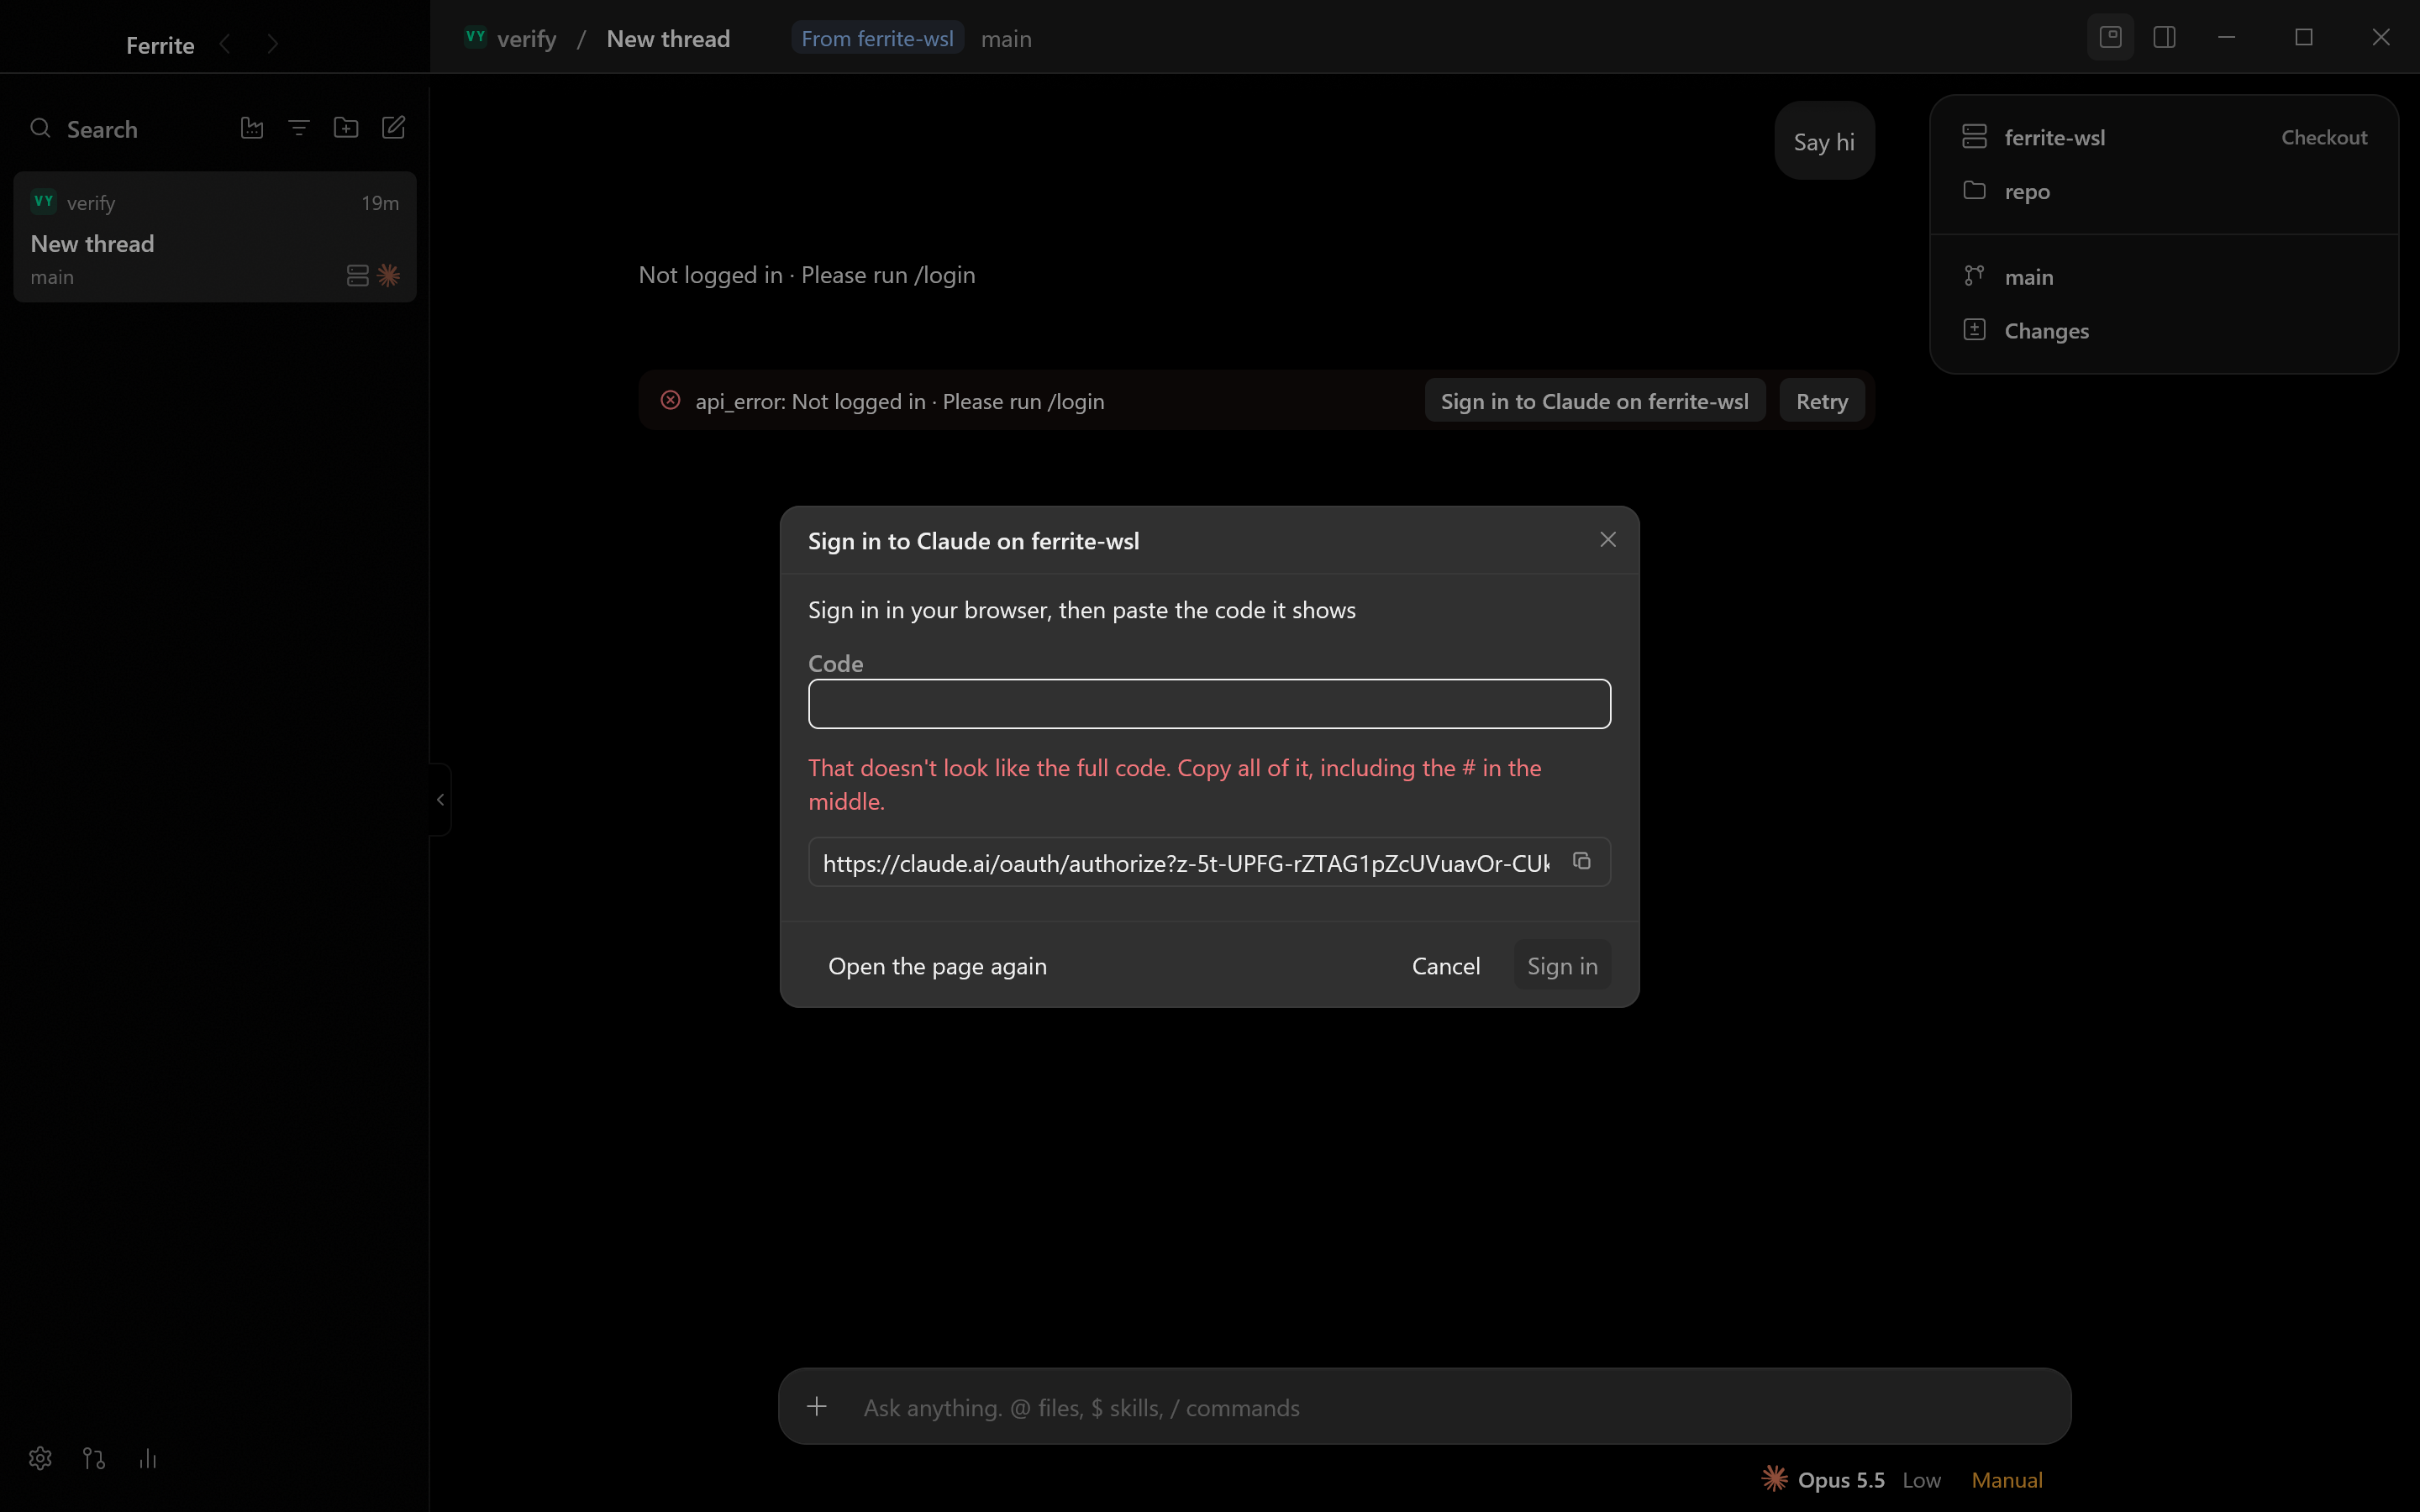 Ferrite
VY verify / New thread From ferrite-wsl main
Search
VY verify 19m
New thread
main
Say hi
Not logged in · Please run /login
api_error: Not logged in · Please run /login Sign in to Claude on ferrite-wsl Retry
ferrite-wsl Checkout
repo
main
Changes
Sign in to Claude on ferrite-wsl
Sign in in your browser, then paste the code it shows
Code
That doesn't look like the full code. Copy all of it, including the # in the
middle.
https://claude.ai/oauth/authorize?z-5t-UPFG-rZTAG1pZcUVuavOr-CUk
Open the page again Cancel Sign in
Ask anything. @ files, $ skills, / commands
Opus 5.5 Low Manual